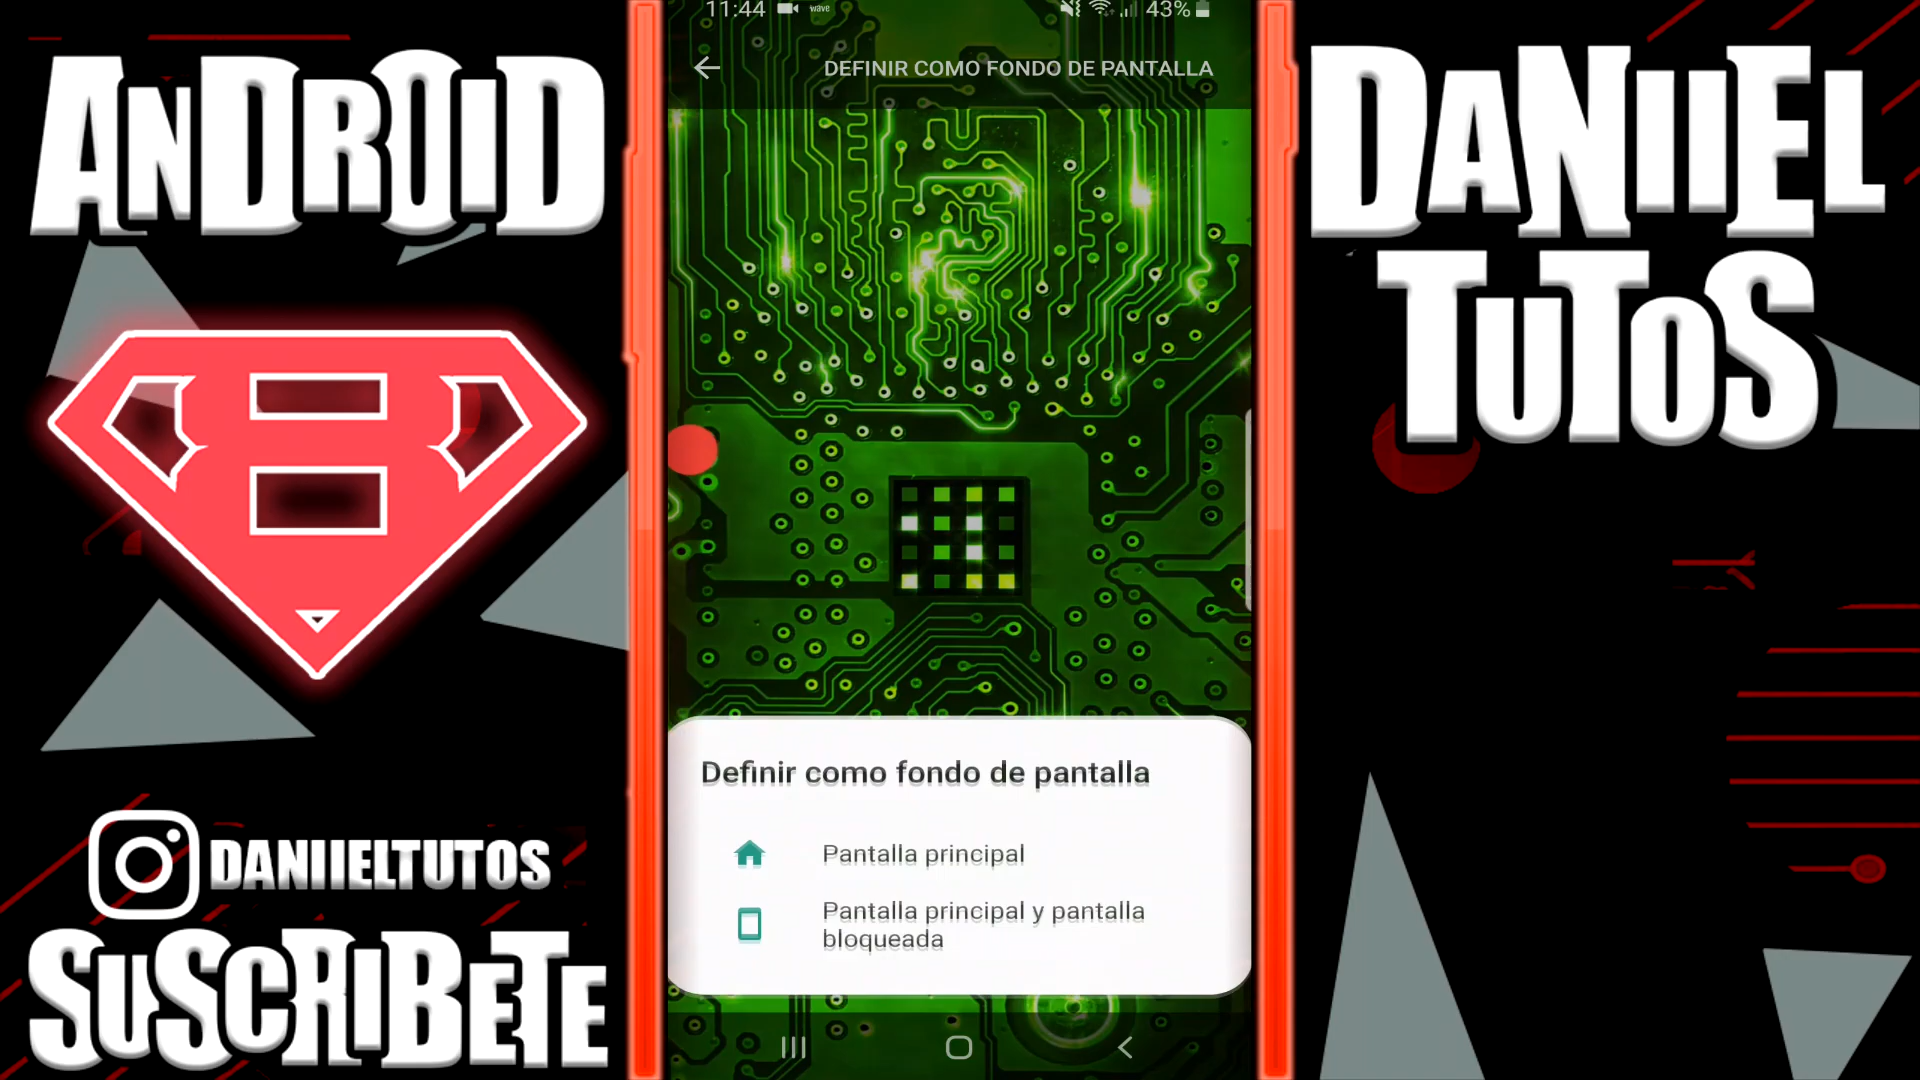 ANDROID
11:44 wave 43%
DEFINIR COMO FONDO DE PANTALLA
DANIIEL
TUTOS
Definir como fondo de pantalla
Pantalla principal
Pantalla principal y pantalla
bloqueada
DANIIELTUTOS
SUSCRIBETE